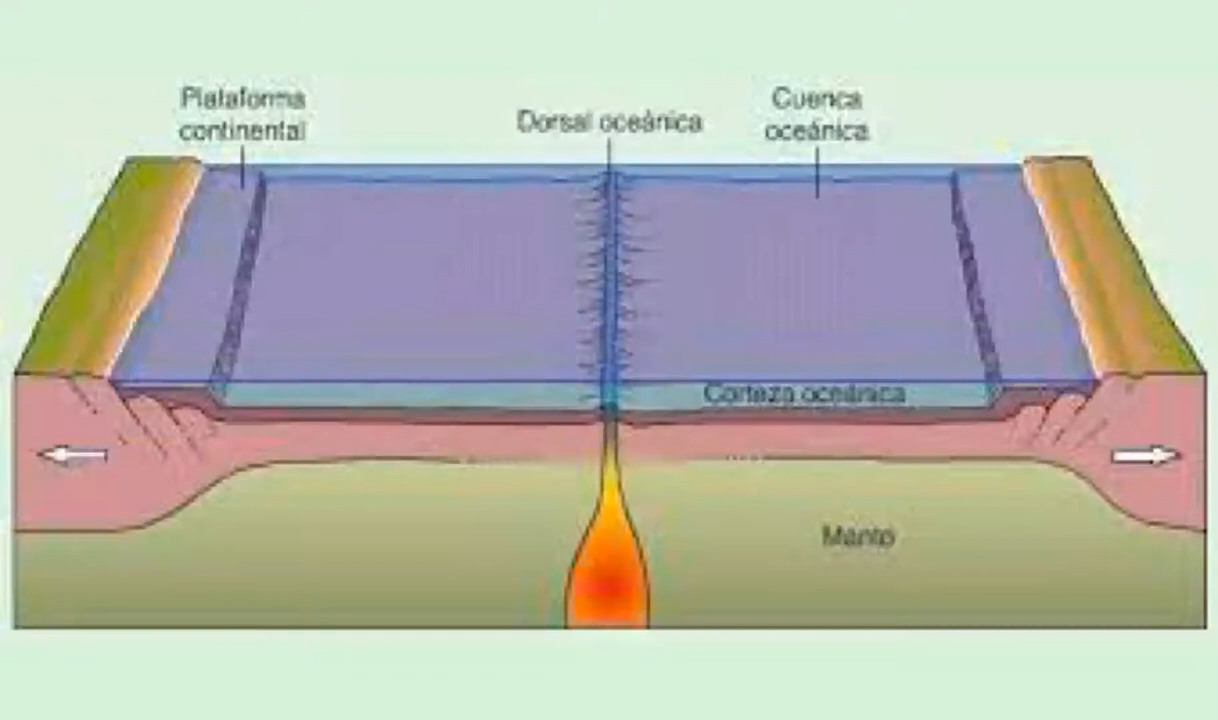 Plataforma
continental
Dorsal oceánica
Cuenca
oceánica
Corteza oceánica
Manto